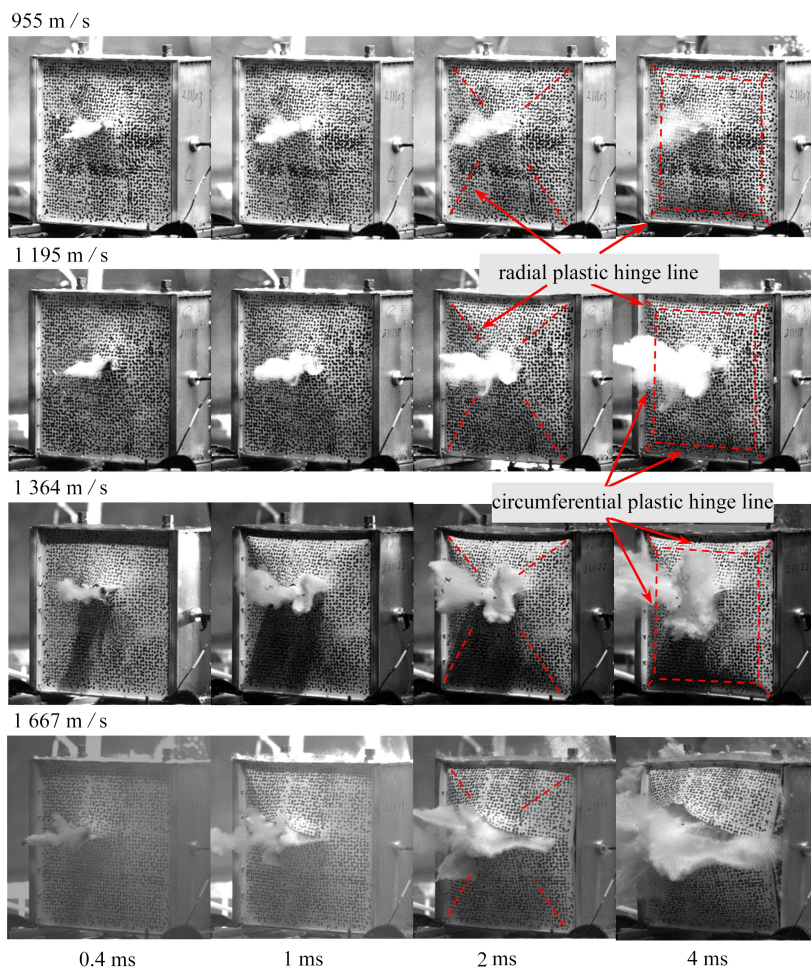 955 m / s
1 195 m / s
radial plastic hinge line
1 364 m / s
circumferential plastic hinge line
1 667 m / s
0.4 ms
1 ms
2 ms
4 ms